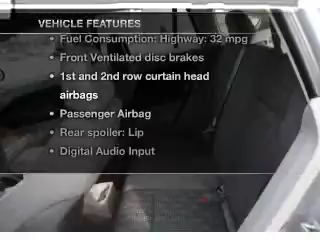 VEHICLE FEATURES
• Fuel Consumption: Highway: 32 mpg
• Front Ventilated disc brakes
• 1st and 2nd row curtain head
airbags
• Passenger Airbag
• Rear spoiler: Lip
• Digital Audio Input